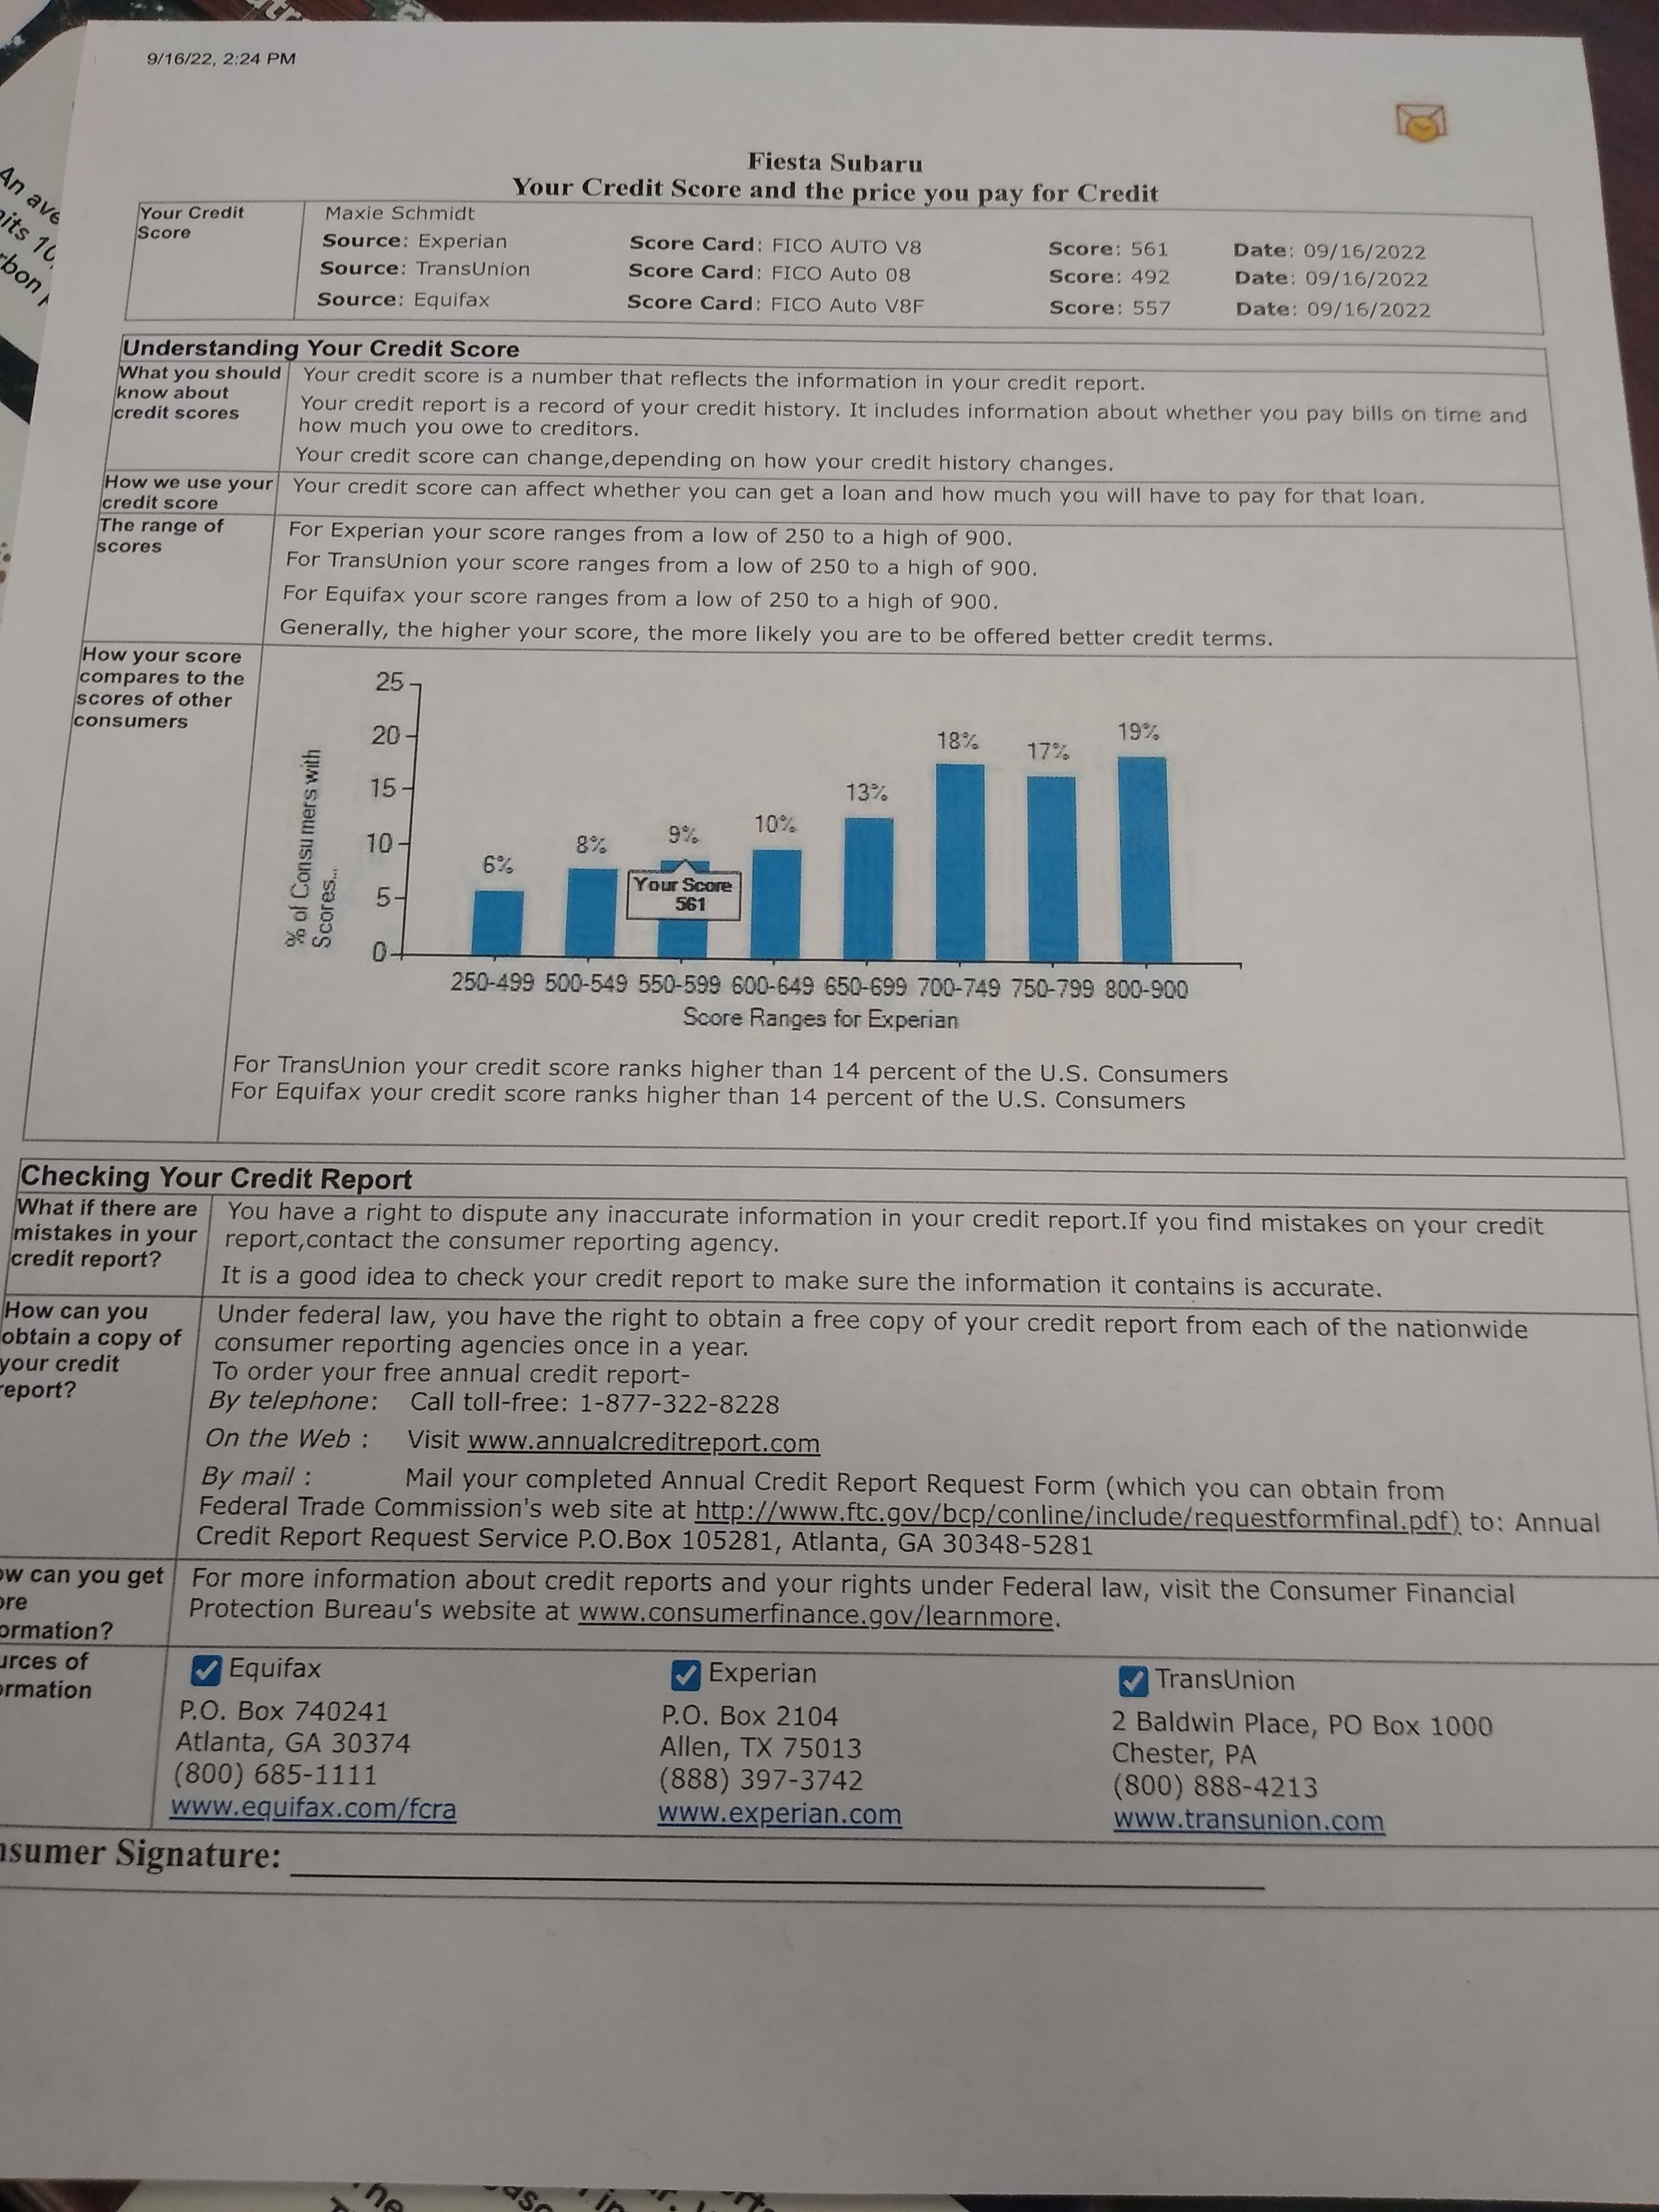 9/16/22, 2:24 PM
Fiesta Subaru
Your Credit Score and the price you pay for Credit
Your Credit
Score
Maxie Schmidt
Source: Experian Score Card: FICO AUTO V8 Score: 561 Date: 09/16/2022
Source: TransUnion Score Card: FICO Auto 08 Score: 492 Date: 09/16/2022
Source: Equifax Score Card: FICO Auto V8F Score: 557 Date: 09/16/2022
Understanding Your Credit Score
What you should
know about
credit scores
Your credit score is a number that reflects the information in your credit report.
Your credit report is a record of your credit history. It includes information about whether you pay bills on time and
how much you owe to creditors.
Your credit score can change,depending on how your credit history changes.
How we use your
credit score
Your credit score can affect whether you can get a loan and how much you will have to pay for that loan.
The range of
scores
For Experian your score ranges from a low of 250 to a high of 900.
For TransUnion your score ranges from a low of 250 to a high of 900.
For Equifax your score ranges from a low of 250 to a high of 900.
Generally, the higher your score, the more likely you are to be offered better credit terms.
How your score
compares to the
scores of other
consumers
% of Consumers with
Scores...
25
20
15
10
5
0
6%
8%
9%
10%
13%
18%
17%
19%
Your Score
561
250-499 500-549 550-599 600-649 650-699 700-749 750-799 800-900
Score Ranges for Experian
For TransUnion your credit score ranks higher than 14 percent of the U.S. Consumers
For Equifax your credit score ranks higher than 14 percent of the U.S. Consumers
Checking Your Credit Report
What if there are
mistakes in your
credit report?
You have a right to dispute any inaccurate information in your credit report.If you find mistakes on your credit
report,contact the consumer reporting agency.
It is a good idea to check your credit report to make sure the information it contains is accurate.
How can you
obtain a copy of
your credit
report?
Under federal law, you have the right to obtain a free copy of your credit report from each of the nationwide
consumer reporting agencies once in a year.
To order your free annual credit report-
By telephone: Call toll-free: 1-877-322-8228
On the Web : Visit www.annualcreditreport.com
By mail : Mail your completed Annual Credit Report Request Form (which you can obtain from
Federal Trade Commission's web site at http://www.ftc.gov/bcp/conline/include/requestformfinal.pdf) to: Annual
Credit Report Request Service P.O.Box 105281, Atlanta, GA 30348-5281
ow can you get
ore
ormation?
For more information about credit reports and your rights under Federal law, visit the Consumer Financial
Protection Bureau's website at www.consumerfinance.gov/learnmore.
urces of
ormation
Equifax
P.O. Box 740241
Atlanta, GA 30374
(800) 685-1111
www.equifax.com/fcra
Experian
P.O. Box 2104
Allen, TX 75013
(888) 397-3742
www.experian.com
TransUnion
2 Baldwin Place, PO Box 1000
Chester, PA
(800) 888-4213
www.transunion.com
nsumer Signature:
An ave